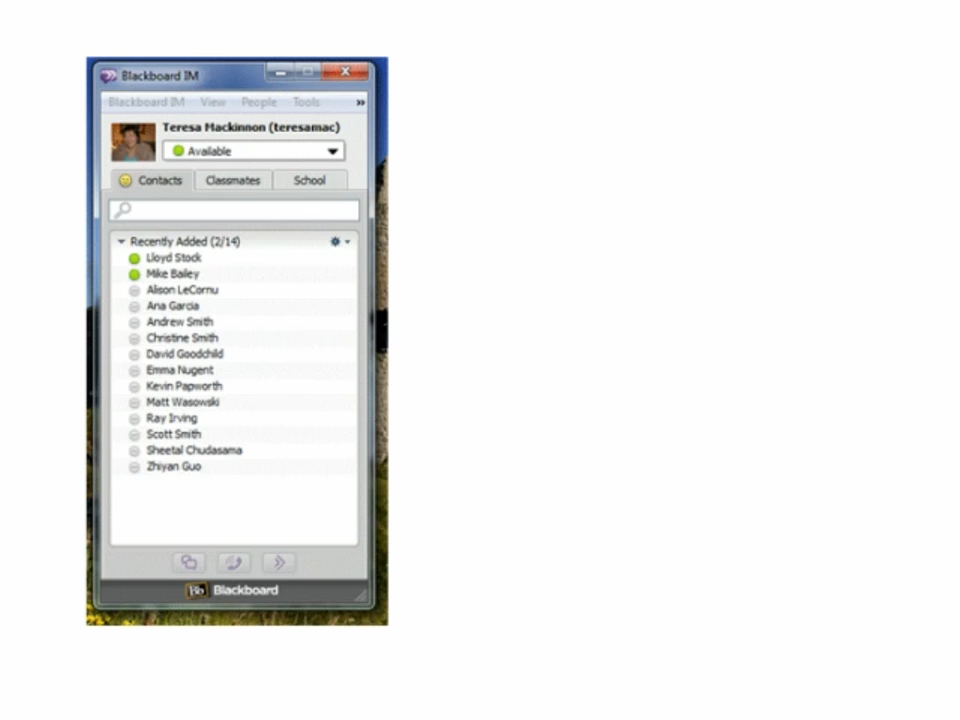 Blackboard IM
Blackboard IM View People Tools »
Teresa Mackinnon (teresamac)
Available
Contacts Classmates School
Recently Added (2/14)
Lloyd Stock
Mike Bailey
Alison LeCornu
Ana Garcia
Andrew Smith
Christine Smith
David Goodchild
Emma Nugent
Kevin Papworth
Matt Wasowski
Ray Irving
Scott Smith
Sheetal Chudasama
Zhiyan Guo
Bb Blackboard